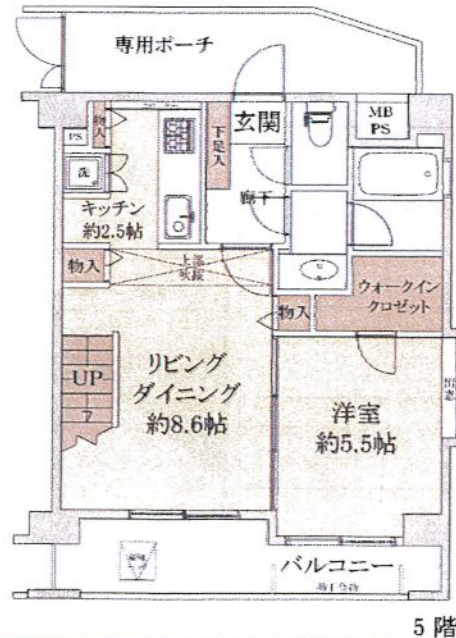 専用ポーチ
物入
PS
洗
キッチン
約2.5帖
下足入
玄関
廊下
MB
PS
物入
上部
吹抜
ウォークイン
クロゼット
物入
UP
リビング
ダイニング
約8.6帖
洋室
約5.5帖
出窓
バルコニー
5 階